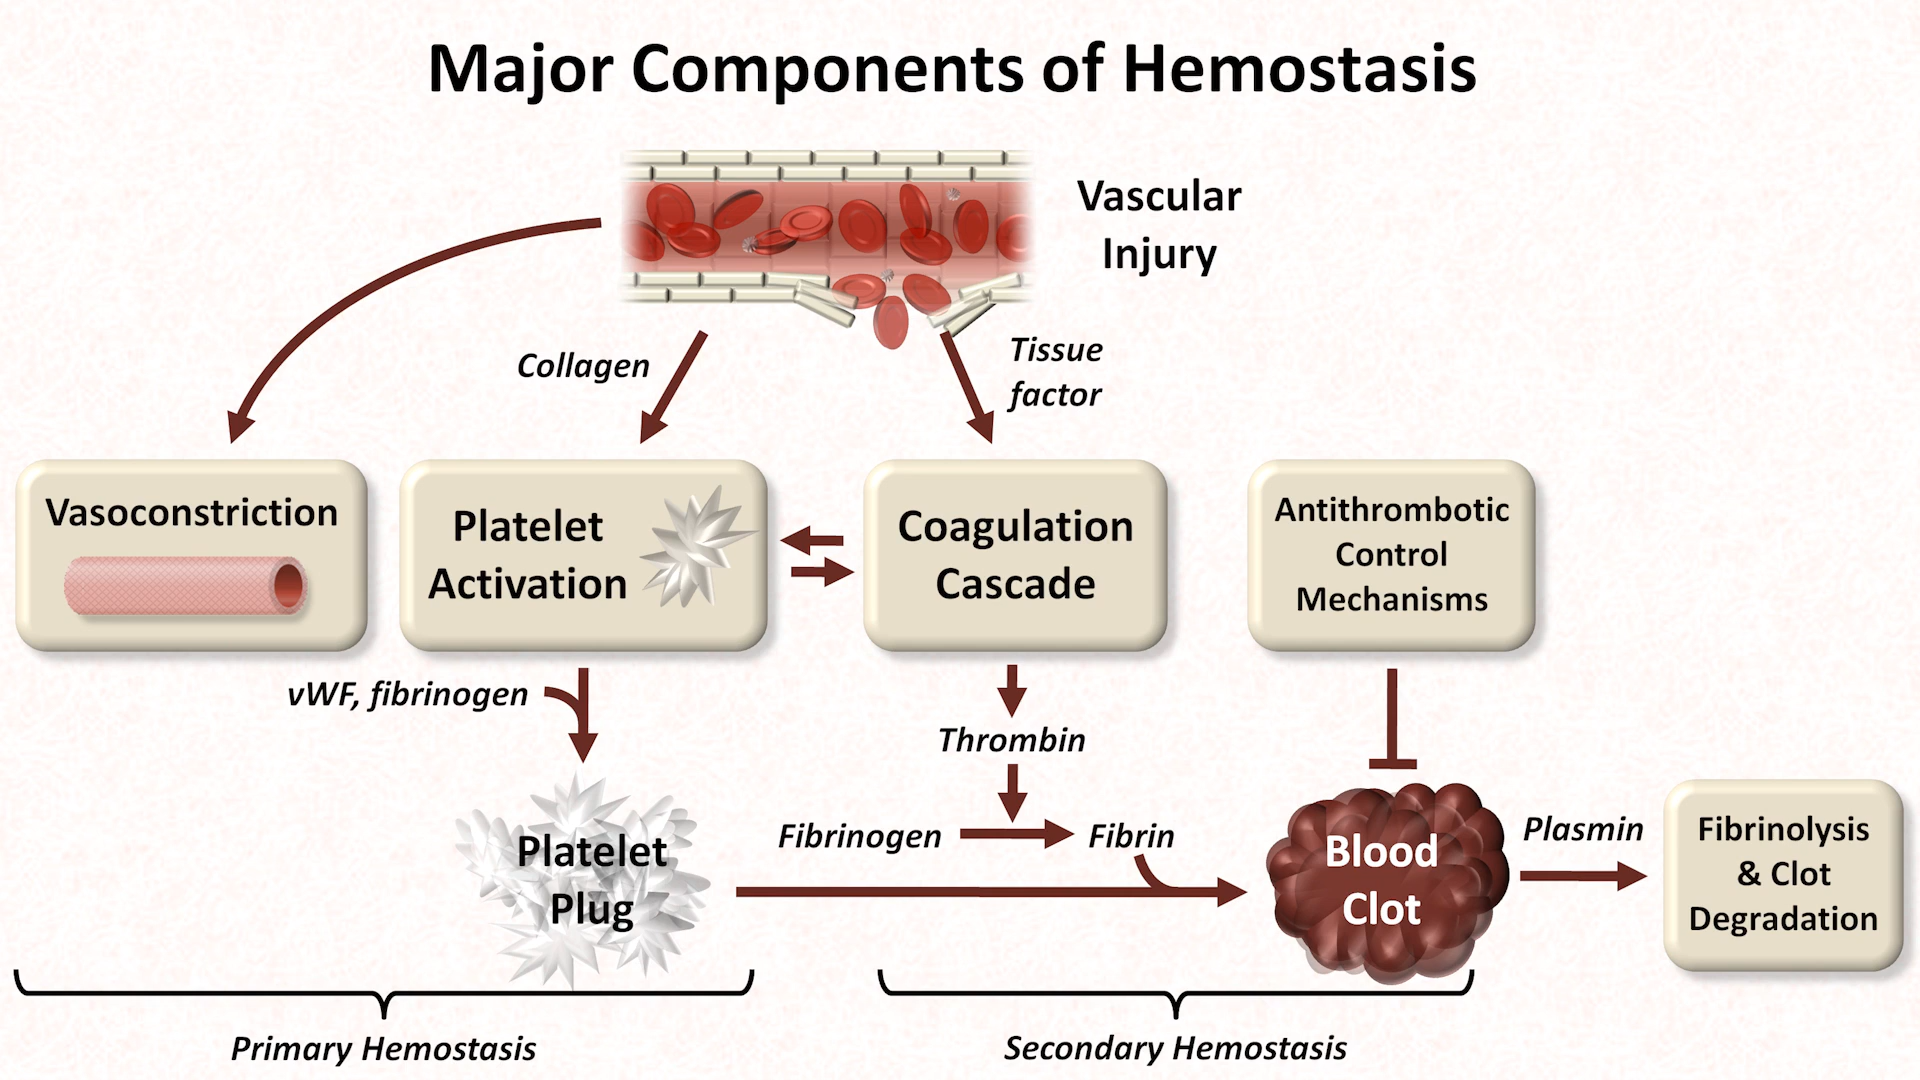 Major Components of Hemostasis
Vascular
Injury
Collagen
Tissue
factor
Vasoconstriction
Platelet
Activation
Coagulation
Cascade
Antithrombotic
Control
Mechanisms
vWF, fibrinogen
Thrombin
Platelet
Plug
Fibrinogen
Fibrin
Blood
Clot
Plasmin
Fibrinolysis
& Clot
Degradation
Primary Hemostasis
Secondary Hemostasis